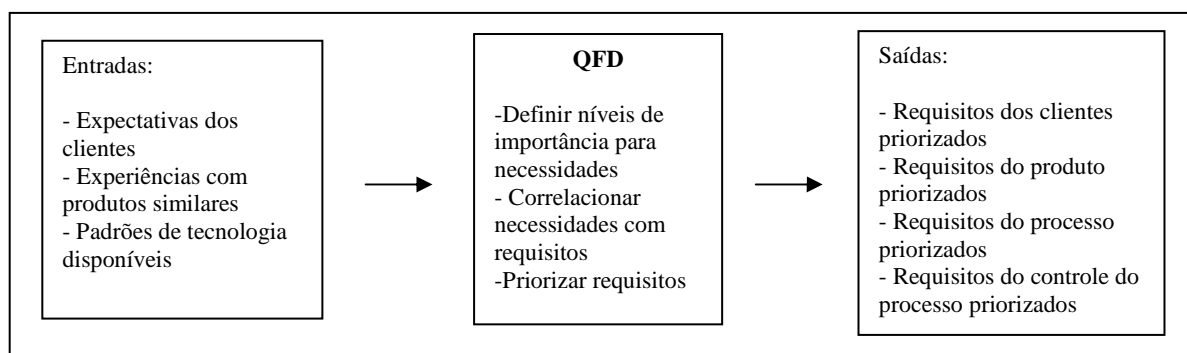 Entradas:
- Expectativas dos
clientes
- Experiências com
produtos similares
- Padrões de tecnologia
disponíveis
QFD
-Definir níveis de
importância para
necessidades
- Correlacionar
necessidades com
requisitos
-Priorizar requisitos
Saídas:
- Requisitos dos clientes
priorizados
- Requisitos do produto
priorizados
- Requisitos do processo
priorizados
- Requisitos do controle do
processo priorizados